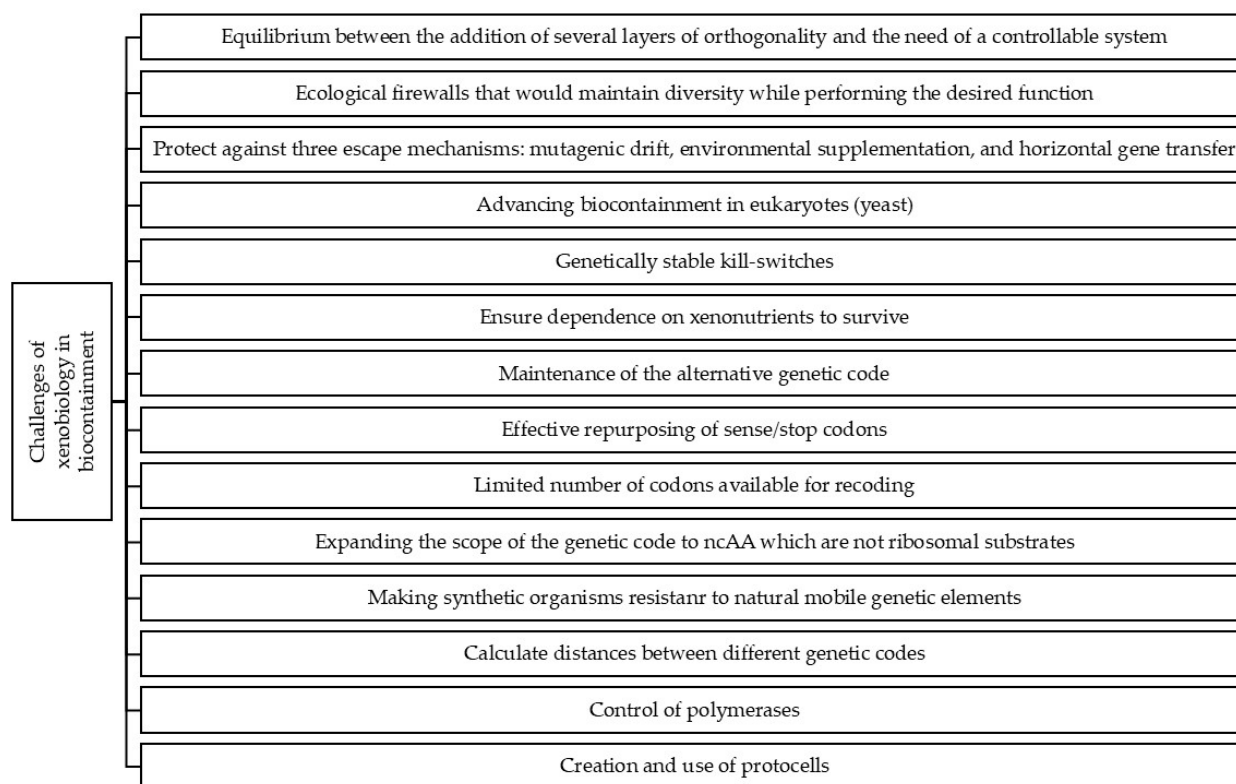 Equilibrium between the addition of several layers of orthogonality and the need of a controllable system
Ecological firewalls that would maintain diversity while performing the desired function
Protect against three escape mechanisms: mutagenic drift, environmental supplementation, and horizontal gene transfer
Advancing biocontainment in eukaryotes (yeast)
Genetically stable kill-switches
Ensure dependence on xenonutrients to survive
Challenges of
xenobiology in
biocontainment
Maintenance of the alternative genetic code
Effective repurposing of sense/stop codons
Limited number of codons available for recoding
Expanding the scope of the genetic code to ncAA which are not ribosomal substrates
Making synthetic organisms resistanr to natural mobile genetic elements
Calculate distances between different genetic codes
Control of polymerases
Creation and use of protocells